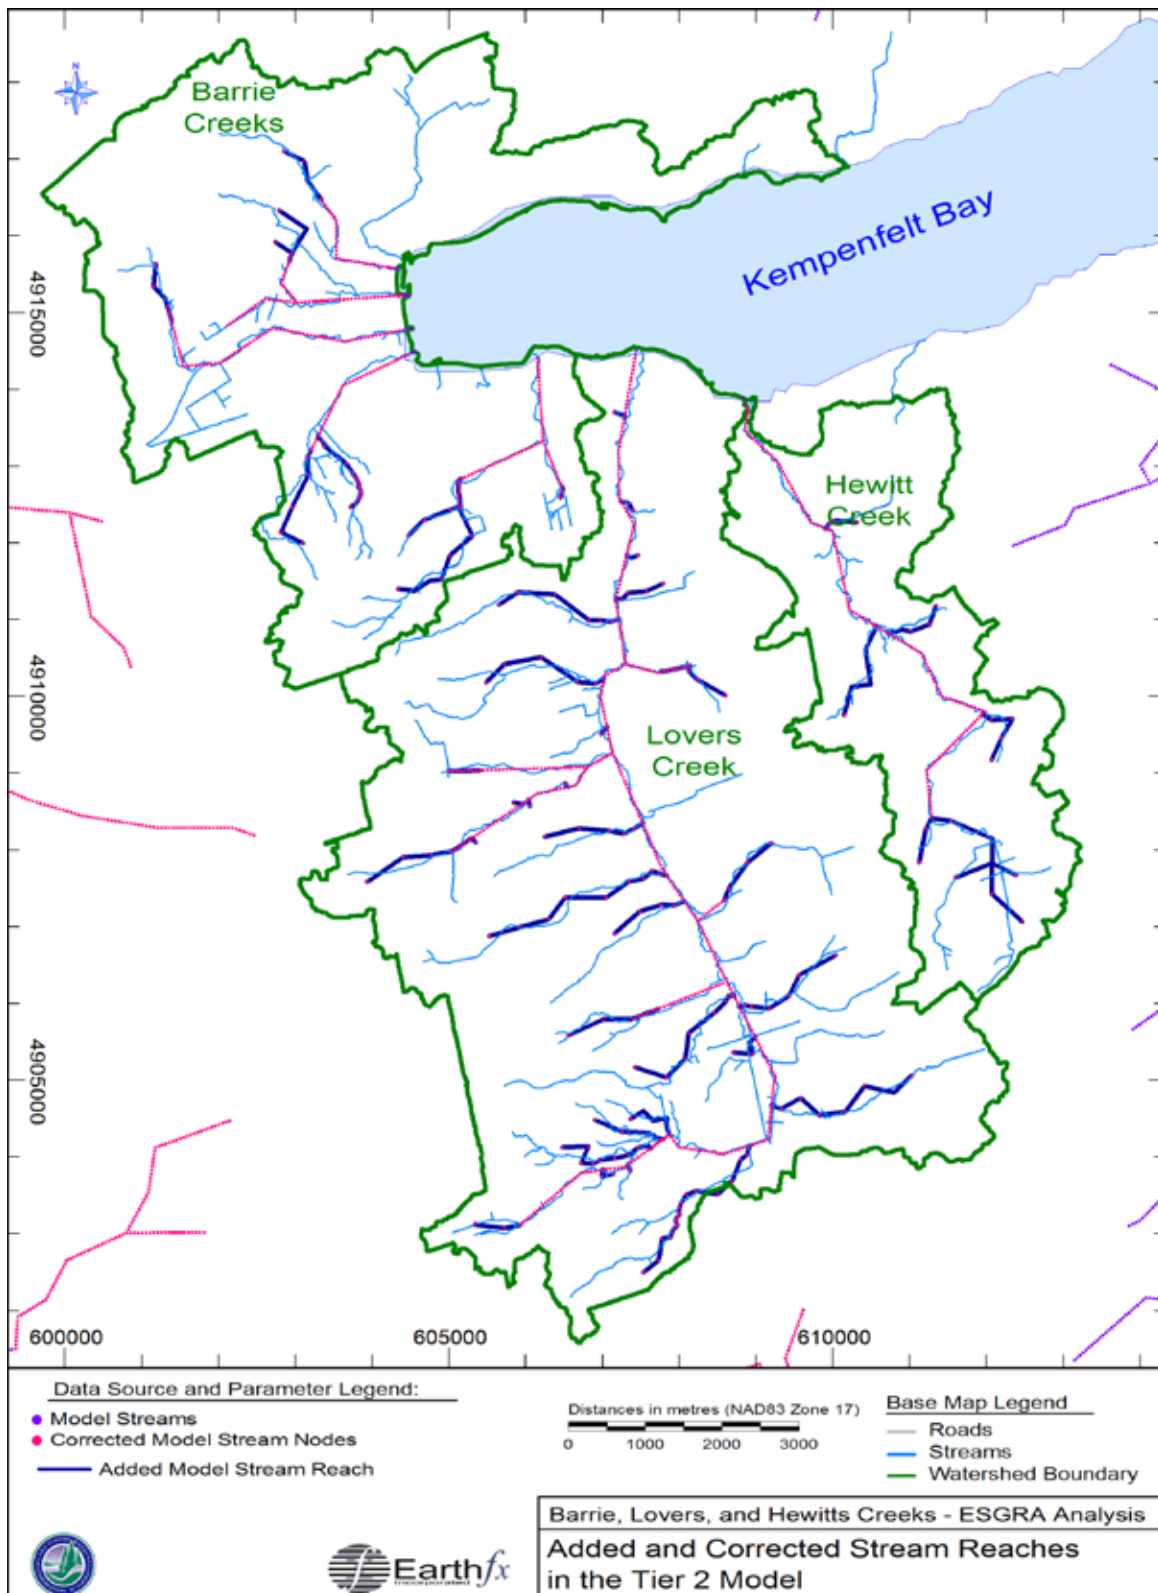 N
Barrie
Creeks
Kempenfelt Bay
4915000
Hewitt
Creek
4910000
Lovers
Creek
4905000
600000
605000
610000
Data Source and Parameter Legend:
Model Streams
Corrected Model Stream Nodes
Added Model Stream Reach
Distances in metres (NAD83 Zone 17)
0 1000 2000 3000
Base Map Legend
Roads
Streams
Watershed Boundary
Earthfx
Incorporated
Barrie, Lovers, and Hewitts Creeks - ESGRA Analysis
Added and Corrected Stream Reaches
in the Tier 2 Model